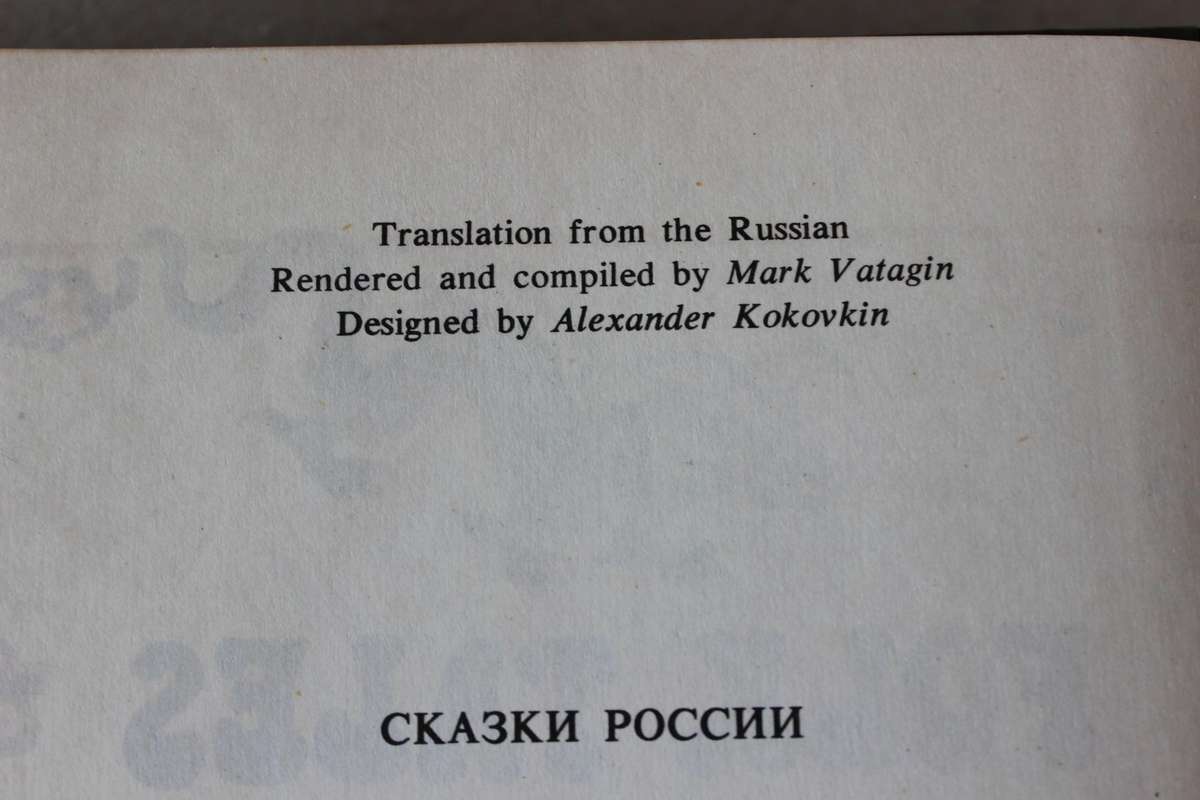 Translation from the Russian
Rendered and compiled by Mark Vatagin
Designed by Alexander Kokovkin
СКАЗКИ РОССИИ